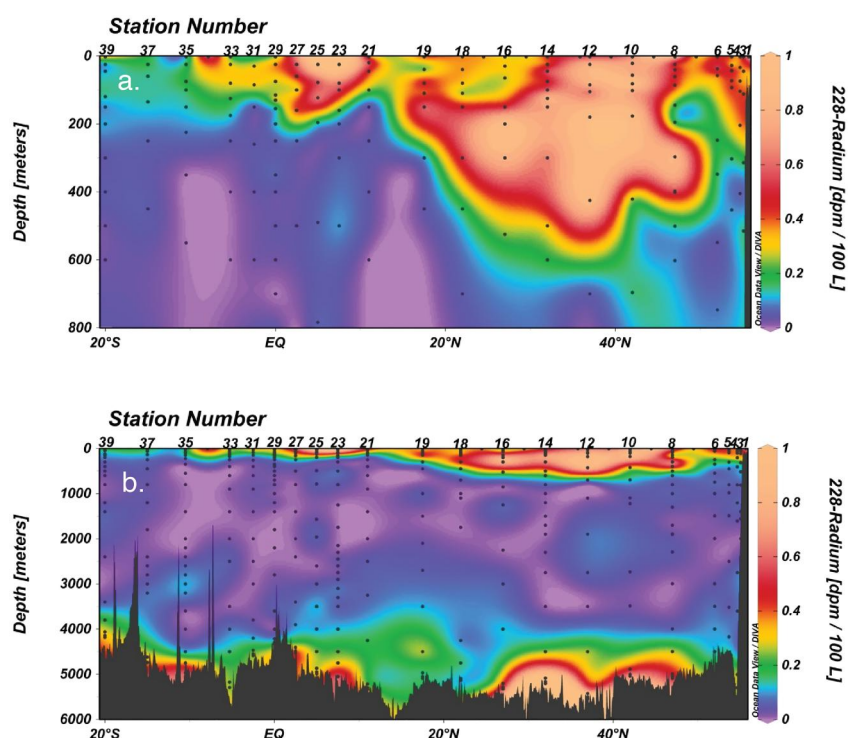 Station Number
39 37 35 33 31 29 27 25 23 21 19 18 16 14 12 10 8 6 5 4 3 1
a.
0
200
400
600
800
Depth [meters]
20°S EQ 20°N 40°N
Ocean Data View / DIVA
1
0.8
0.6
0.4
0.2
0
228-Radium [dpm / 100 L]
Station Number
39 37 35 33 31 29 27 25 23 21 19 18 16 14 12 10 8 6 5 4 3 1
b.
0
1000
2000
3000
4000
5000
6000
Depth [meters]
20°S EQ 20°N 40°N
Ocean Data View / DIVA
1
0.8
0.6
0.4
0.2
0
228-Radium [dpm / 100 L]